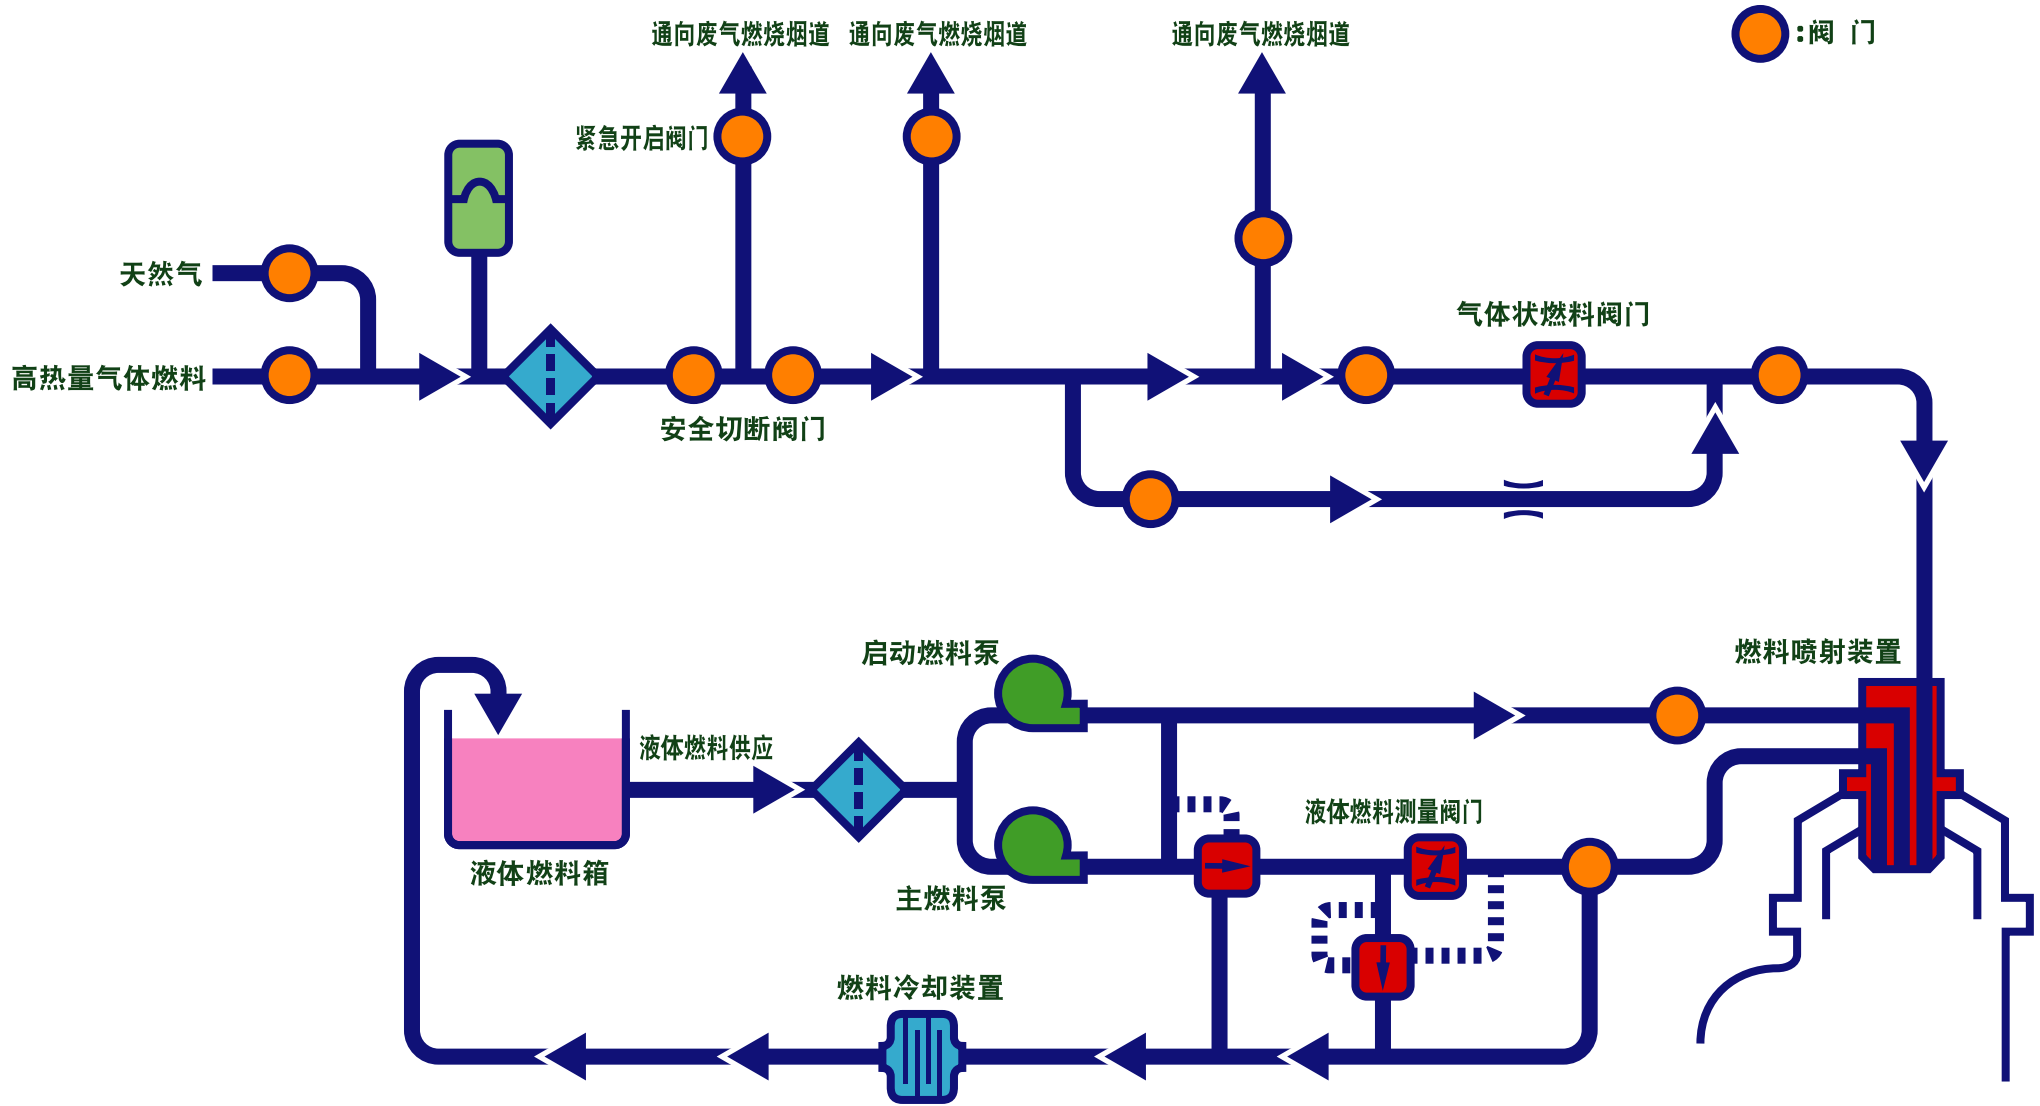 通向废气燃烧烟道
通向废气燃烧烟道
通向废气燃烧烟道
:阀 门
紧急开启阀门
天然气
高热量气体燃料
安全切断阀门
气体状燃料阀门
启动燃料泵
燃料喷射装置
液体燃料供应
液体燃料测量阀门
液体燃料箱
主燃料泵
燃料冷却装置